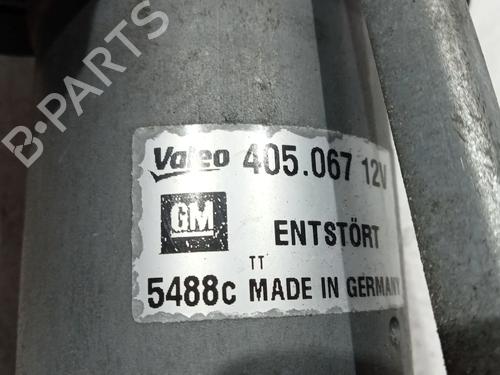 Valeo 405.067 12V
GM ENTSTÖRT
TT
5488c MADE IN GERMANY
B-PARTS